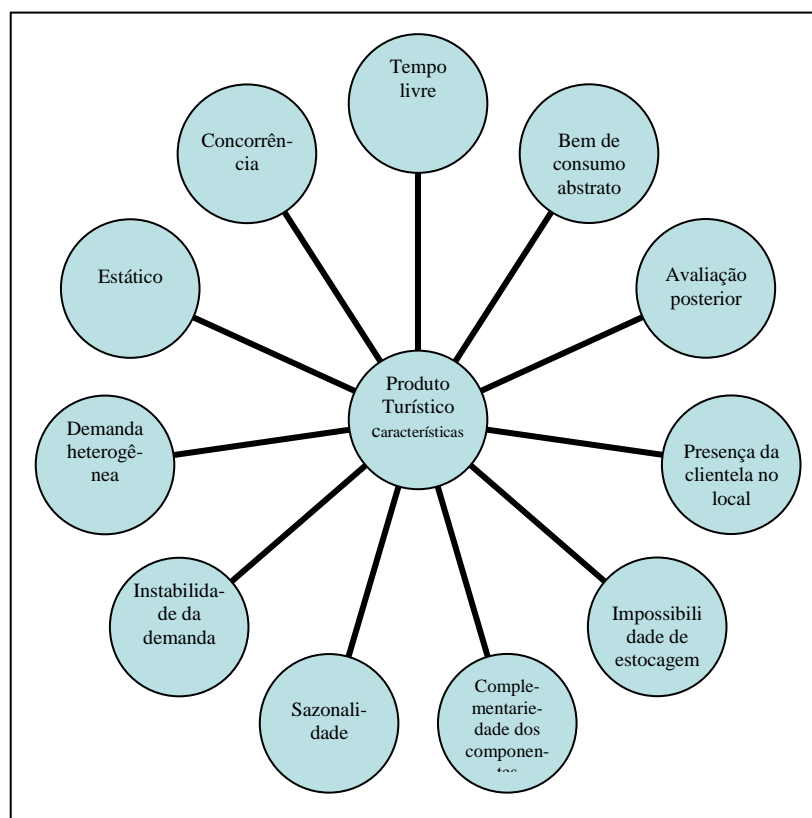 Tempo
livre
Bem de
consumo
abstrato
Avaliação
posterior
Presença da
clientela no
local
Impossibili
dade de
estocagem
Comple-
mentarie-
dade dos
componen-
tes
Sazonali-
dade
Instabilida-
de da
demanda
Demanda
heterogê-
nea
Estático
Concorrên-
cia
Produto
Turístico
características